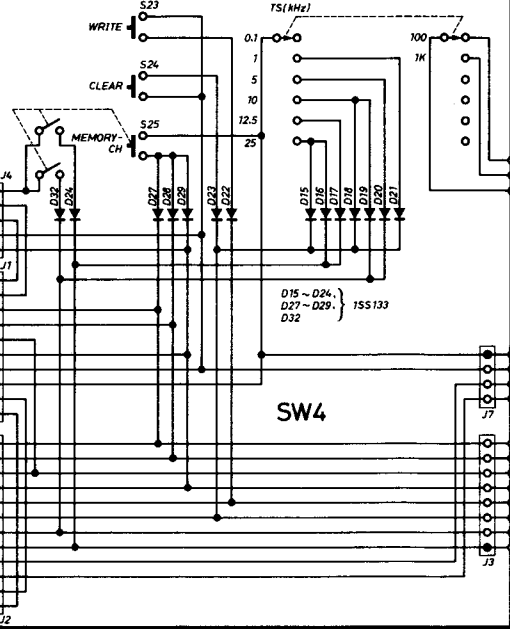 S23
WRITE
S24
CLEAR
S25
MEMORY-
CH
TS(kHz)
0.1
1
5
10
12.5
25
100
1K
J4
J1
D32
D24
D27
D28
D29
D23
D22
D15
D16
D17
D18
D19
D20
D21
D15~D24,
D27~D29,
D32
1SS133
SW4
J7
J3
J2